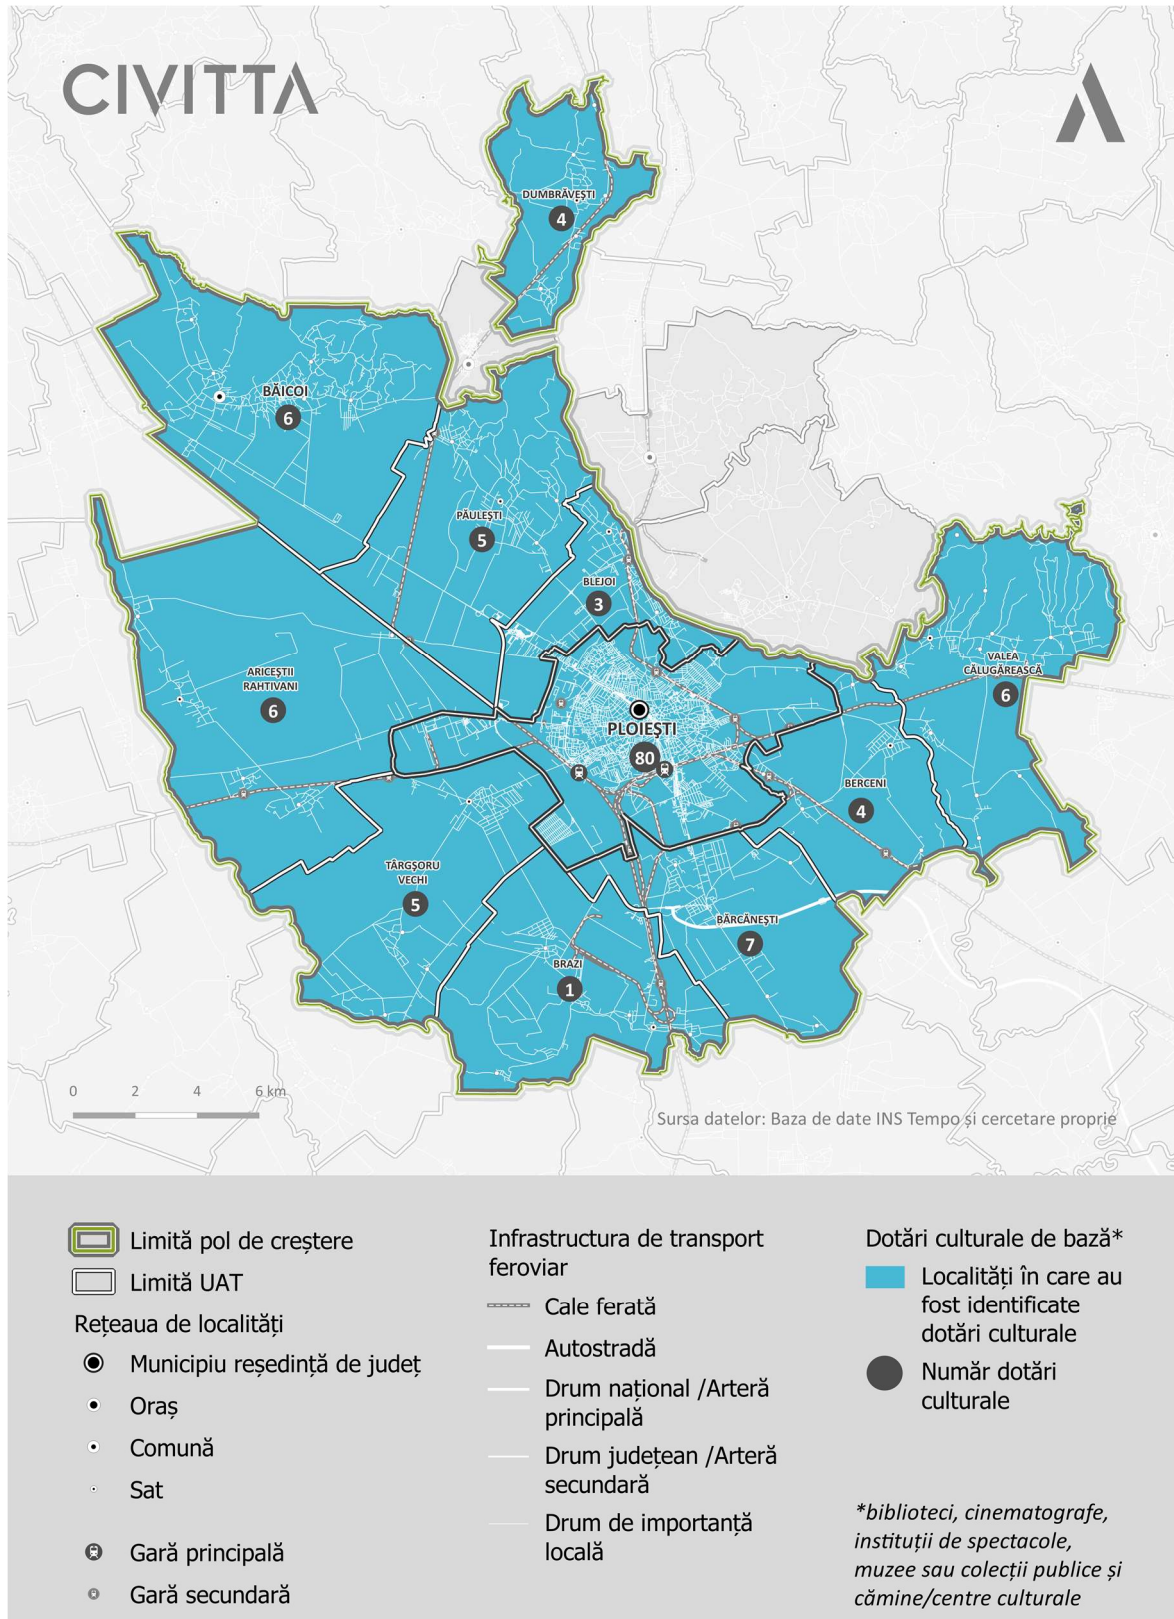 CIVITTA
DUMBRĂVEȘTI
4
BĂICOI
6
PĂULEȘTI
5
BLEJOI
3
ARICEȘTII
RAHTIVANI
6
VALEA
CĂLUGĂREASCĂ
6
PLOIEȘTI
80
BERCENI
4
TÂRGȘORU
VECHI
5
BĂRCĂNEȘTI
7
BRAZI
1
0 2 4 6 km
Sursa datelor: Baza de date INS Tempo și cercetare proprie
Limită pol de creștere
Limită UAT
Rețeaua de localități
Municipiu reședință de județ
Oraș
Comună
Sat
Gară principală
Gară secundară
Infrastructura de transport
feroviar
Cale ferată
Autostradă
Drum național /Arteră
principală
Drum județean /Arteră
secundară
Drum de importanță
locală
Dotări culturale de bază*
Localități în care au
fost identificate
dotări culturale
Număr dotări
culturale
*biblioteci, cinematografe,
instituții de spectacole,
muzee sau colecții publice și
cămine/centre culturale